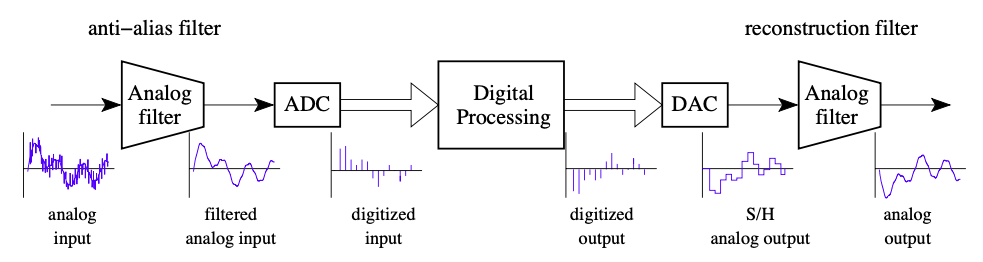 anti−alias filter
reconstruction filter
Analog
filter
ADC
Digital
Processing
DAC
Analog
filter
analog
input
filtered
analog input
digitized
input
digitized
output
S/H
analog output
analog
output